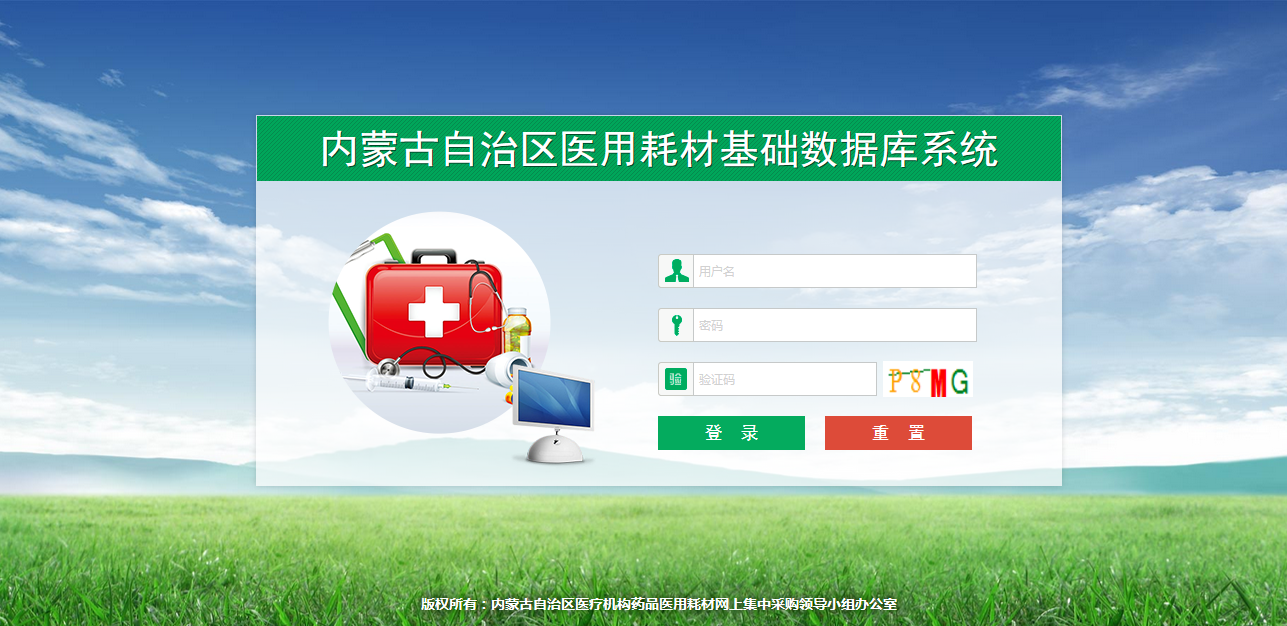 内蒙古自治区医用耗材基础数据库系统
用户名
密码
验 验证码 P8MG
登 录 重 置
版权所有：内蒙古自治区医疗机构药品医用耗材网上集中采购领导小组办公室